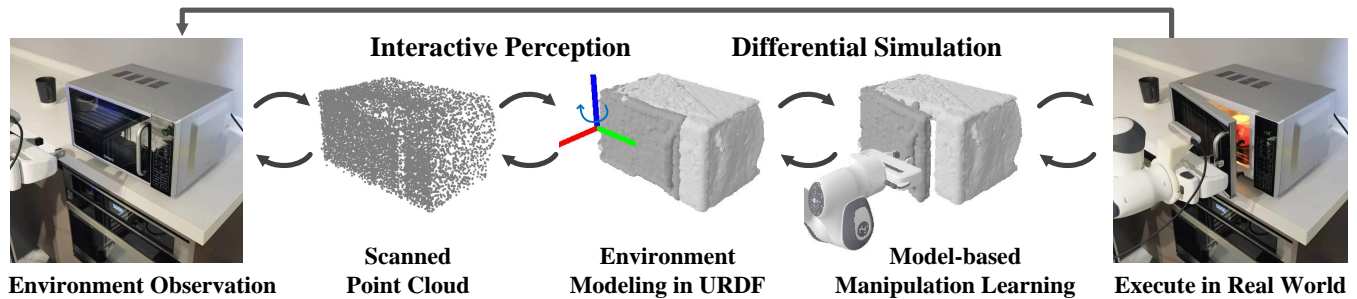 Interactive Perception
Differential Simulation
Environment Observation
Scanned
Point Cloud
Environment
Modeling in URDF
Model-based
Manipulation Learning
Execute in Real World